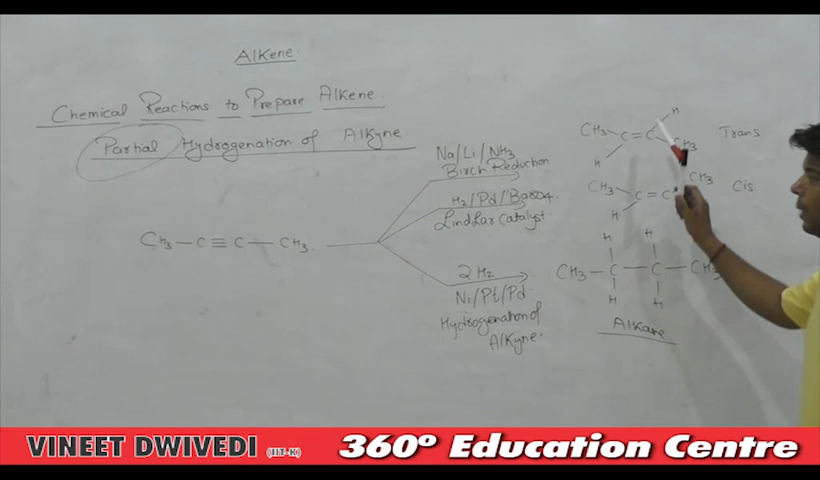 Alkene.
Chemical Reactions to Prepare Alkene
Partial Hydrogenation of Alkyne
Na/Li/NH3
Birch Reduction
H2/Pd/BaSO4
Lindlar Catalyst
CH3-C≡C-CH3
2H2
Ni/Pt/Pd
Hydrogenation of
Alkyne.
H
CH3 C=C CH3 Trans
H
CH3 C=C CH3 Cis
H
H H
CH3-C-C-CH3
H H
Alkane
VINEET DWIVEDI (IIT-K) 360º Education Centre